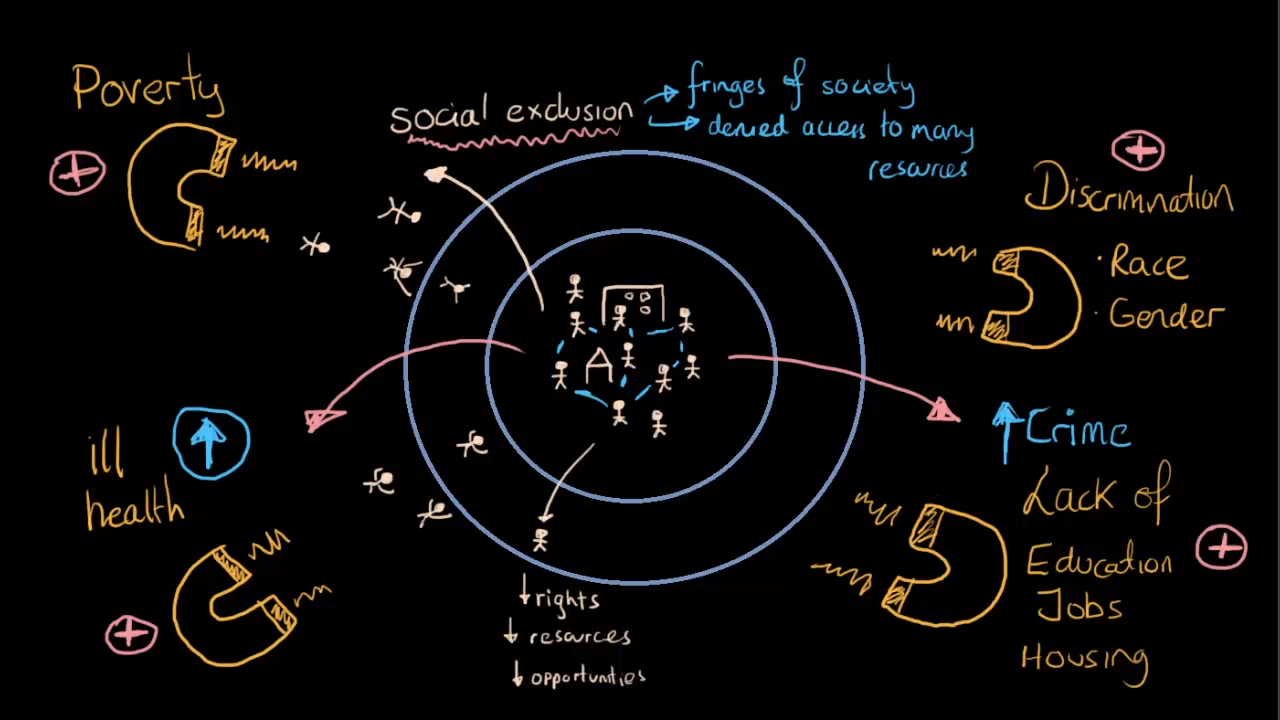 Poverty
social exclusion
fringes of society
denied access to many
resources
Discrimination
· Race
· Gender
ill
health
Crime
Lack of
Education
Jobs
Housing
↓ rights
↓ resources
↓ opportunities